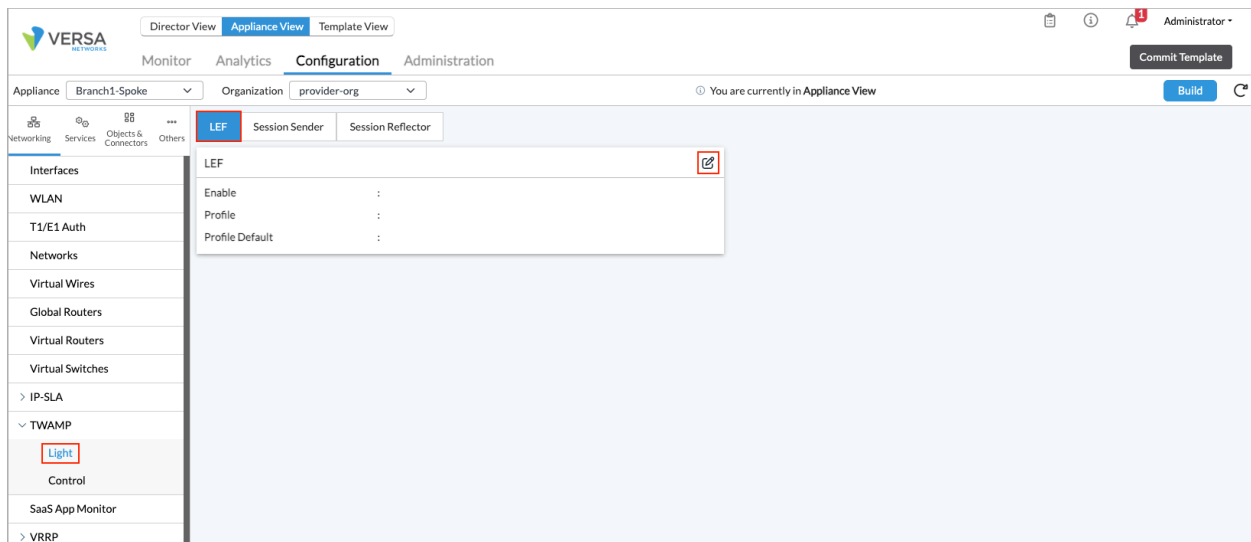 VERSA
NETWORKS
Director View Appliance View Template View
1
Administrator
Monitor Analytics Configuration Administration
Commit Template
Appliance Branch1-Spoke Organization provider-org You are currently in Appliance View Build
Networking Services Objects & Connectors Others
LEF Session Sender Session Reflector
Interfaces
LEF
WLAN
Enable :
Profile :
T1/E1 Auth
Profile Default :
Networks
Virtual Wires
Global Routers
Virtual Routers
Virtual Switches
> IP-SLA
TWAMP
Light
Control
SaaS App Monitor
> VRRP